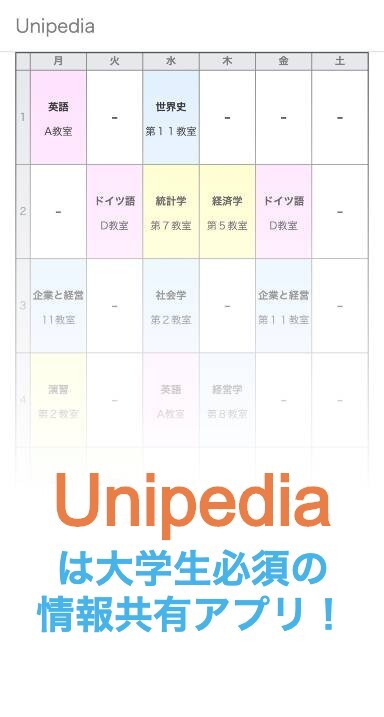 Unipedia
月 火 水 木 金 土
1 英語 - 世界史 - - -
A教室 第11教室
2 - ドイツ語 統計学 経済学 ドイツ語 -
D教室 第7教室 第5教室 D教室
3 企業と経営 - 社会学 - 企業と経営 -
11教室 第2教室 第11教室
4 演習 - 英語 経営学 - -
第2教室 A教室 第8教室
Unipedia
は大学生必須の
情報共有アプリ！